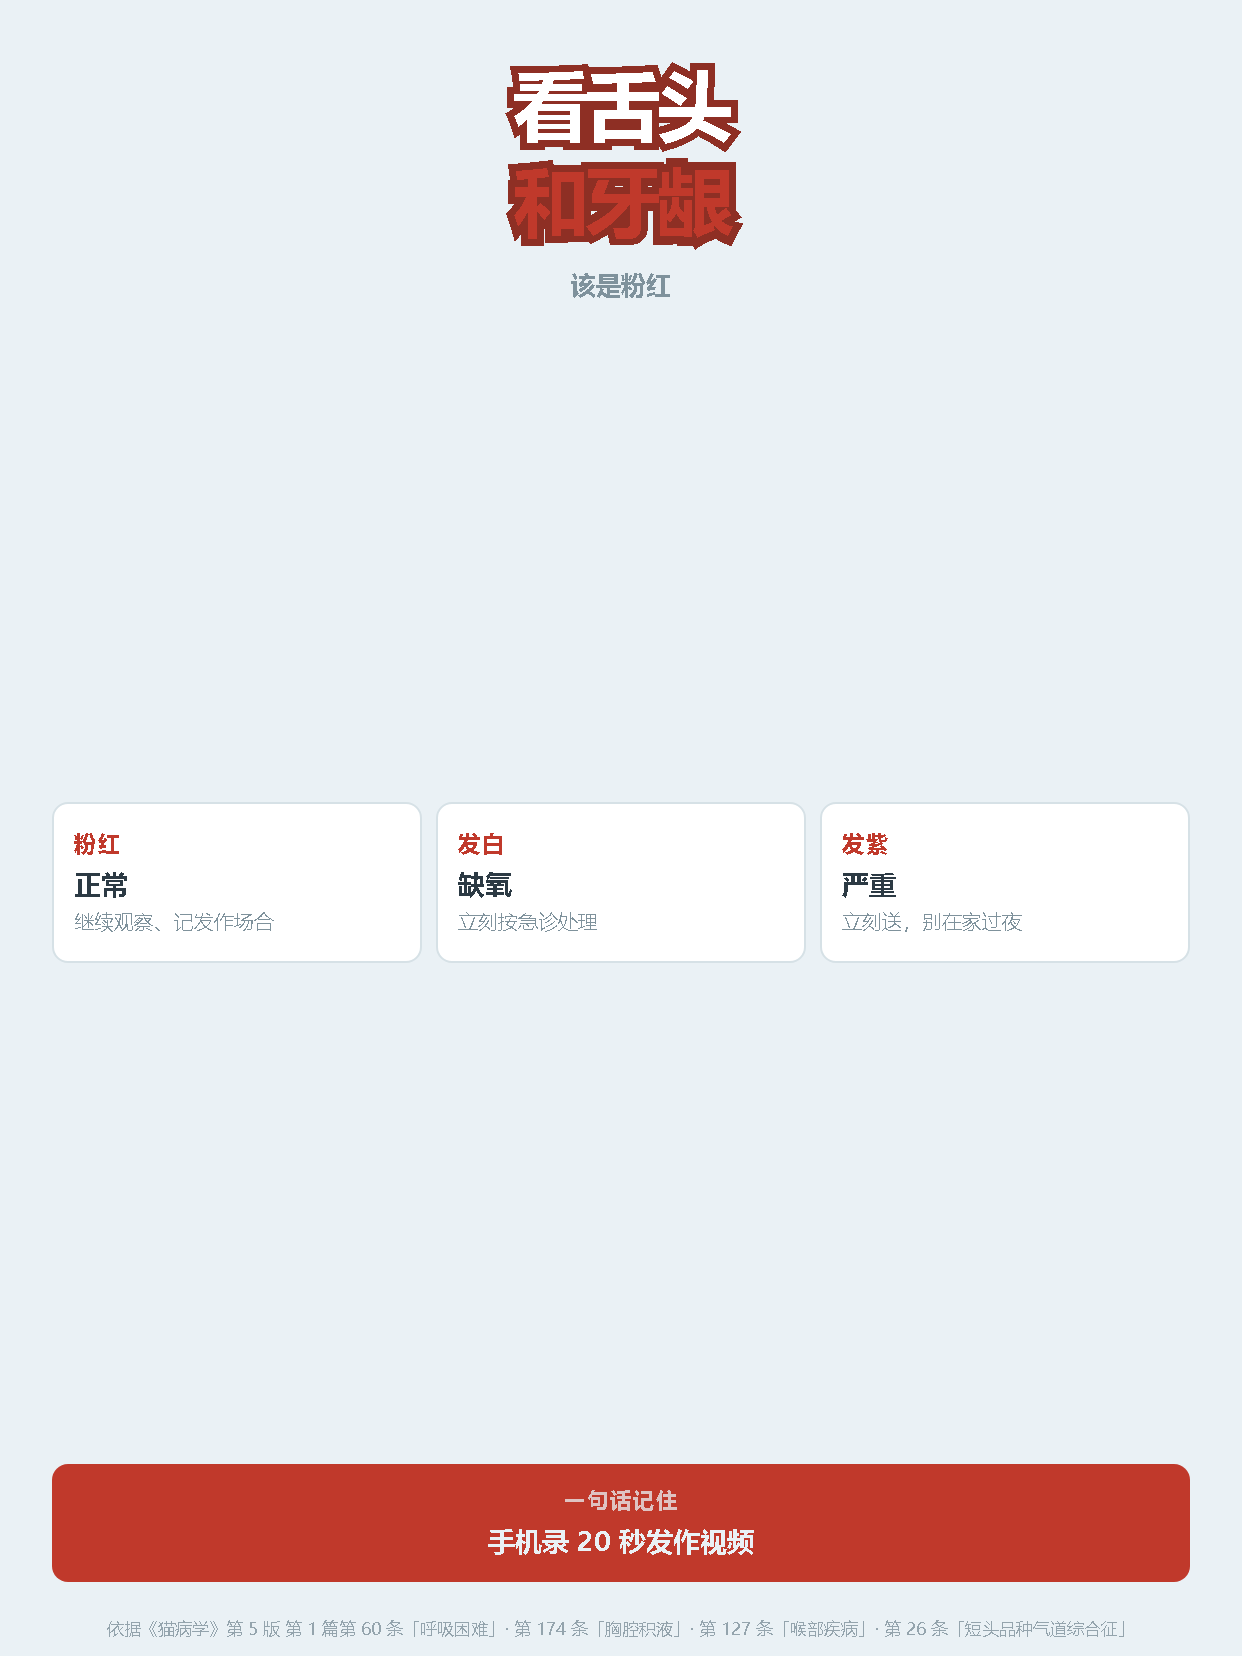 看舌头
和牙龈
该是粉红
粉红
正常
继续观察、记发作场合
发白
缺氧
立刻按急诊处理
发紫
严重
立刻送，别在家过夜
一句话记住
手机录 20 秒发作视频
依据《猫病学》第 5 版 第 1 篇第 60 条「呼吸困难」· 第 174 条「胸腔积液」· 第 127 条「喉部疾病」· 第 26 条「短头品种气道综合征」